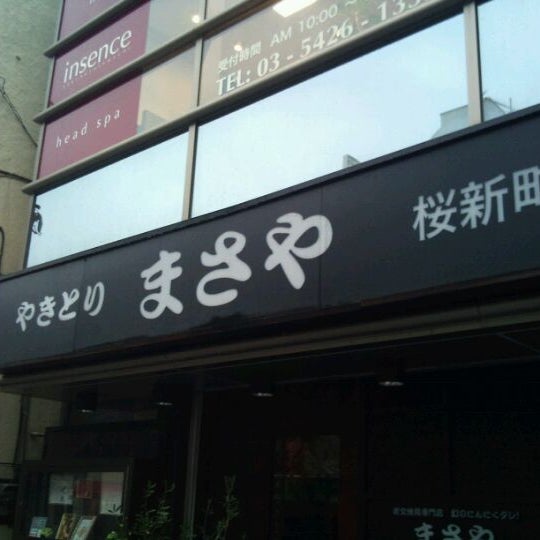 insence
受付時間 AM 10:00 ~
TEL: 03 - 5426 - 133
head spa
やきとり まさや 桜新町
まさや